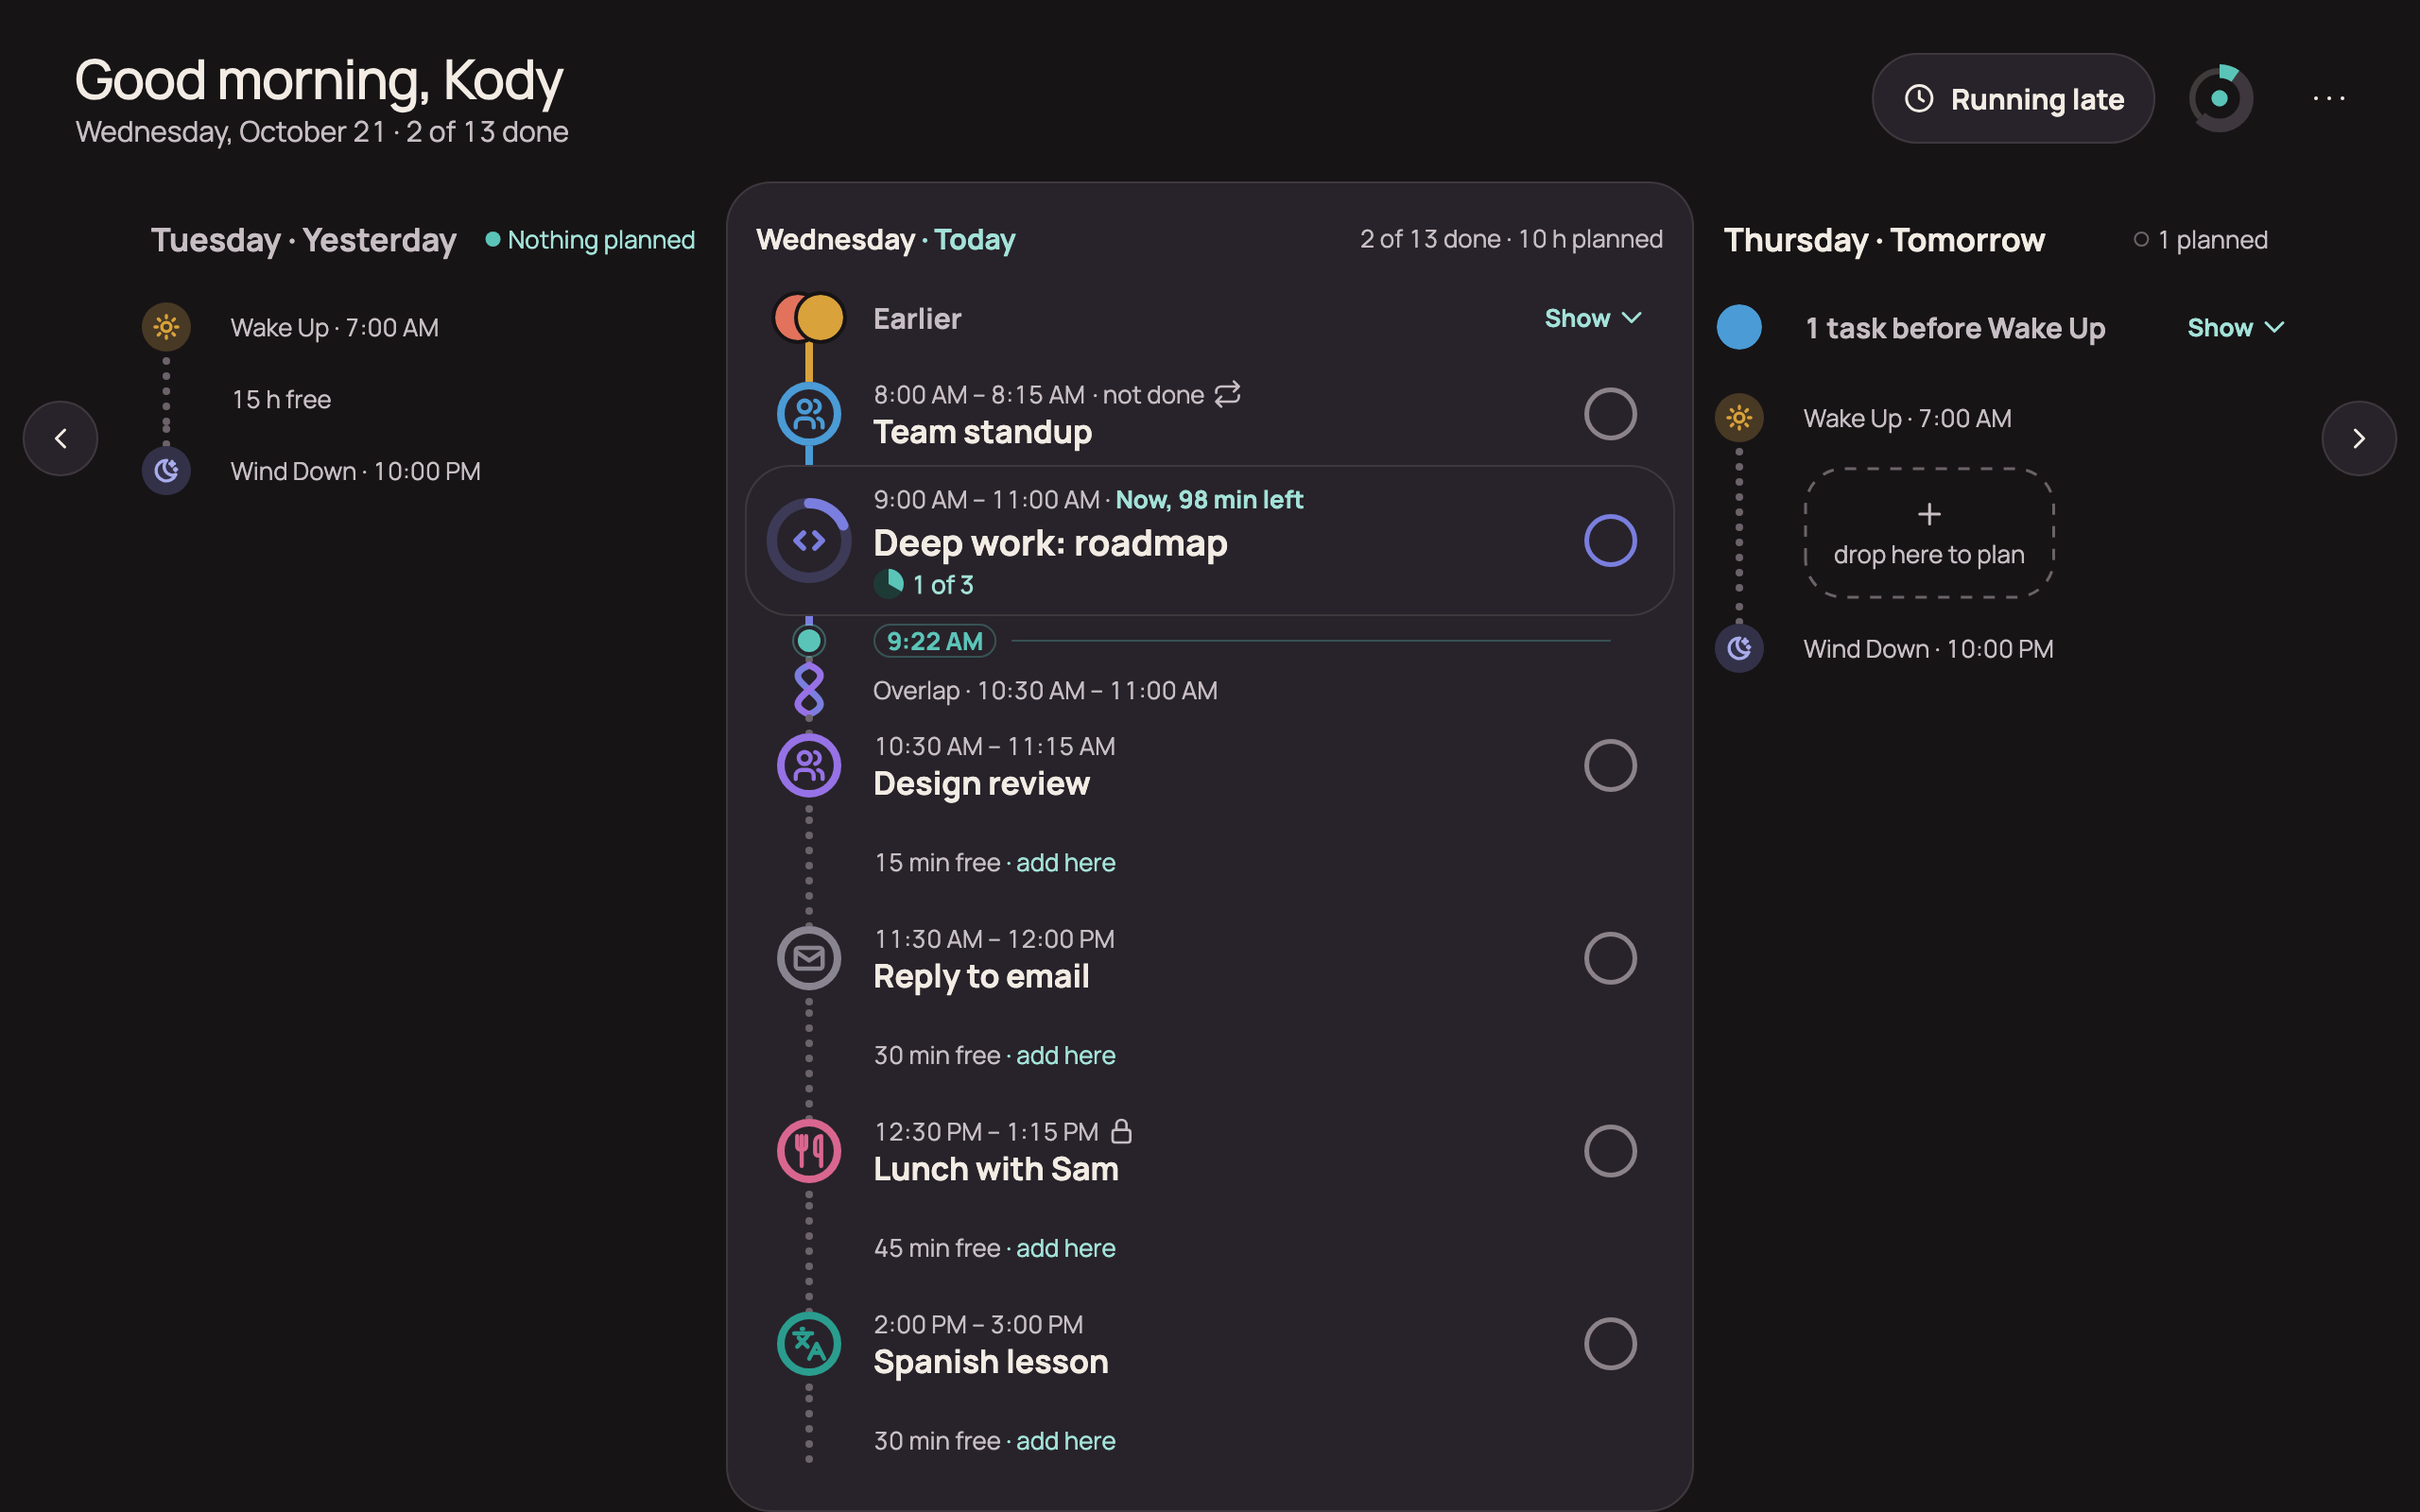 Good morning, Kody
Wednesday, October 21 · 2 of 13 done
Running late
Tuesday · Yesterday
Nothing planned
Wake Up · 7:00 AM
15 h free
Wind Down · 10:00 PM
Wednesday · Today
2 of 13 done · 10 h planned
Earlier
Show
8:00 AM – 8:15 AM · not done
Team standup
9:00 AM – 11:00 AM · Now, 98 min left
Deep work: roadmap
1 of 3
9:22 AM
Overlap · 10:30 AM – 11:00 AM
10:30 AM – 11:15 AM
Design review
15 min free · add here
11:30 AM – 12:00 PM
Reply to email
30 min free · add here
12:30 PM – 1:15 PM
Lunch with Sam
45 min free · add here
2:00 PM – 3:00 PM
Spanish lesson
30 min free · add here
Thursday · Tomorrow
1 planned
1 task before Wake Up
Show
Wake Up · 7:00 AM
drop here to plan
Wind Down · 10:00 PM